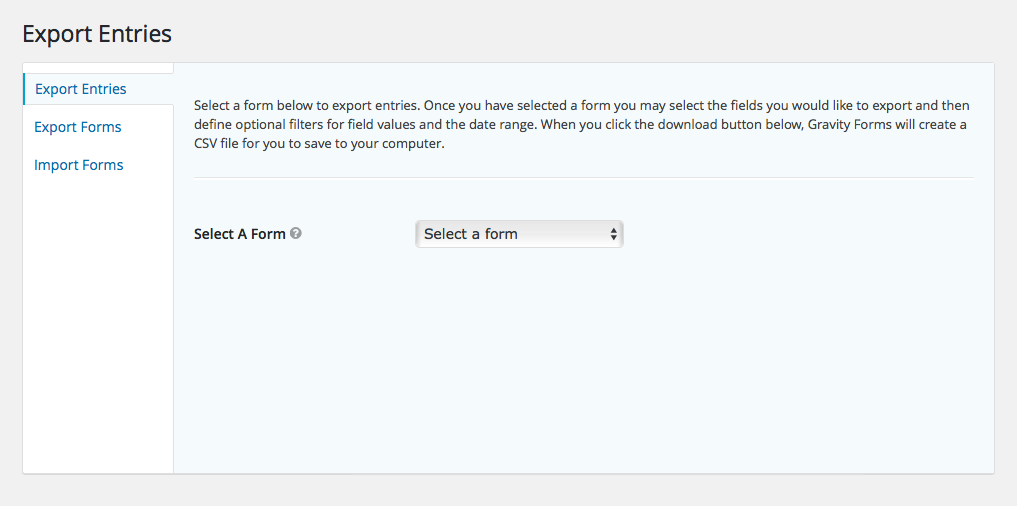 Export Entries
Export Entries
Export Forms
Import Forms
Select a form below to export entries. Once you have selected a form you may select the fields you would like to export and then
define optional filters for field values and the date range. When you click the download button below, Gravity Forms will create a
CSV file for you to save to your computer.
Select A Form ?
Select a form